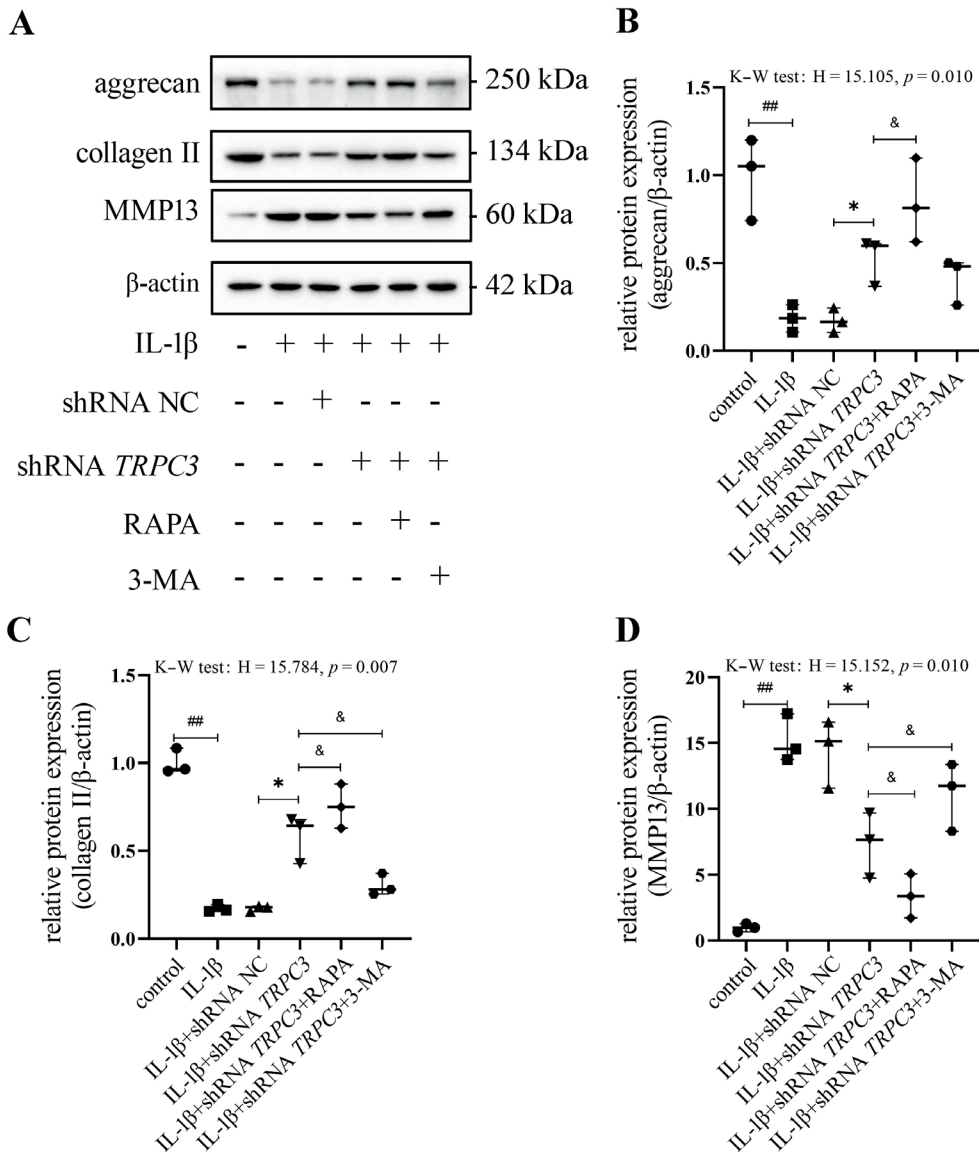 A
aggrecan
250 kDa
collagen II
134 kDa
MMP13
60 kDa
β-actin
42 kDa
IL-1β - + + + + +
shRNA NC - - + - - -
shRNA TRPC3 - - - + + +
RAPA - - - - + -
3-MA - - - - - +
B
K–W test: H = 15.105, p = 0.010
relative protein expression
(aggrecan/β-actin)
1.5
1.0
0.5
0.0
##
*
&
control
IL-1β
IL-1β+shRNA NC
IL-1β+shRNA TRPC3
IL-1β+shRNA TRPC3+RAPA
IL-1β+shRNA TRPC3+3-MA
C
K–W test: H = 15.784, p = 0.007
relative protein expression
(collagen II/β-actin)
1.5
1.0
0.5
0.0
##
*
&
&
control
IL-1β
IL-1β+shRNA NC
IL-1β+shRNA TRPC3
IL-1β+shRNA TRPC3+RAPA
IL-1β+shRNA TRPC3+3-MA
D
K–W test: H = 15.152, p = 0.010
relative protein expression
(MMP13/β-actin)
20
15
10
5
0
##
*
&
&
control
IL-1β
IL-1β+shRNA NC
IL-1β+shRNA TRPC3
IL-1β+shRNA TRPC3+RAPA
IL-1β+shRNA TRPC3+3-MA